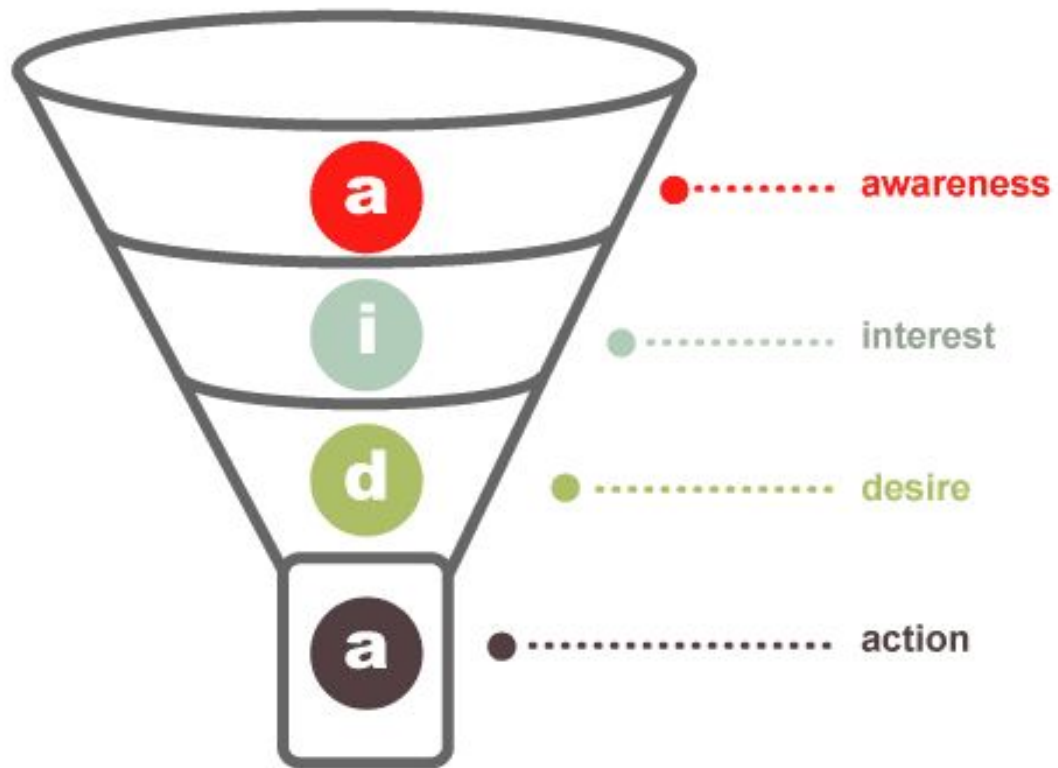 a
awareness
i
interest
d
desire
a
action